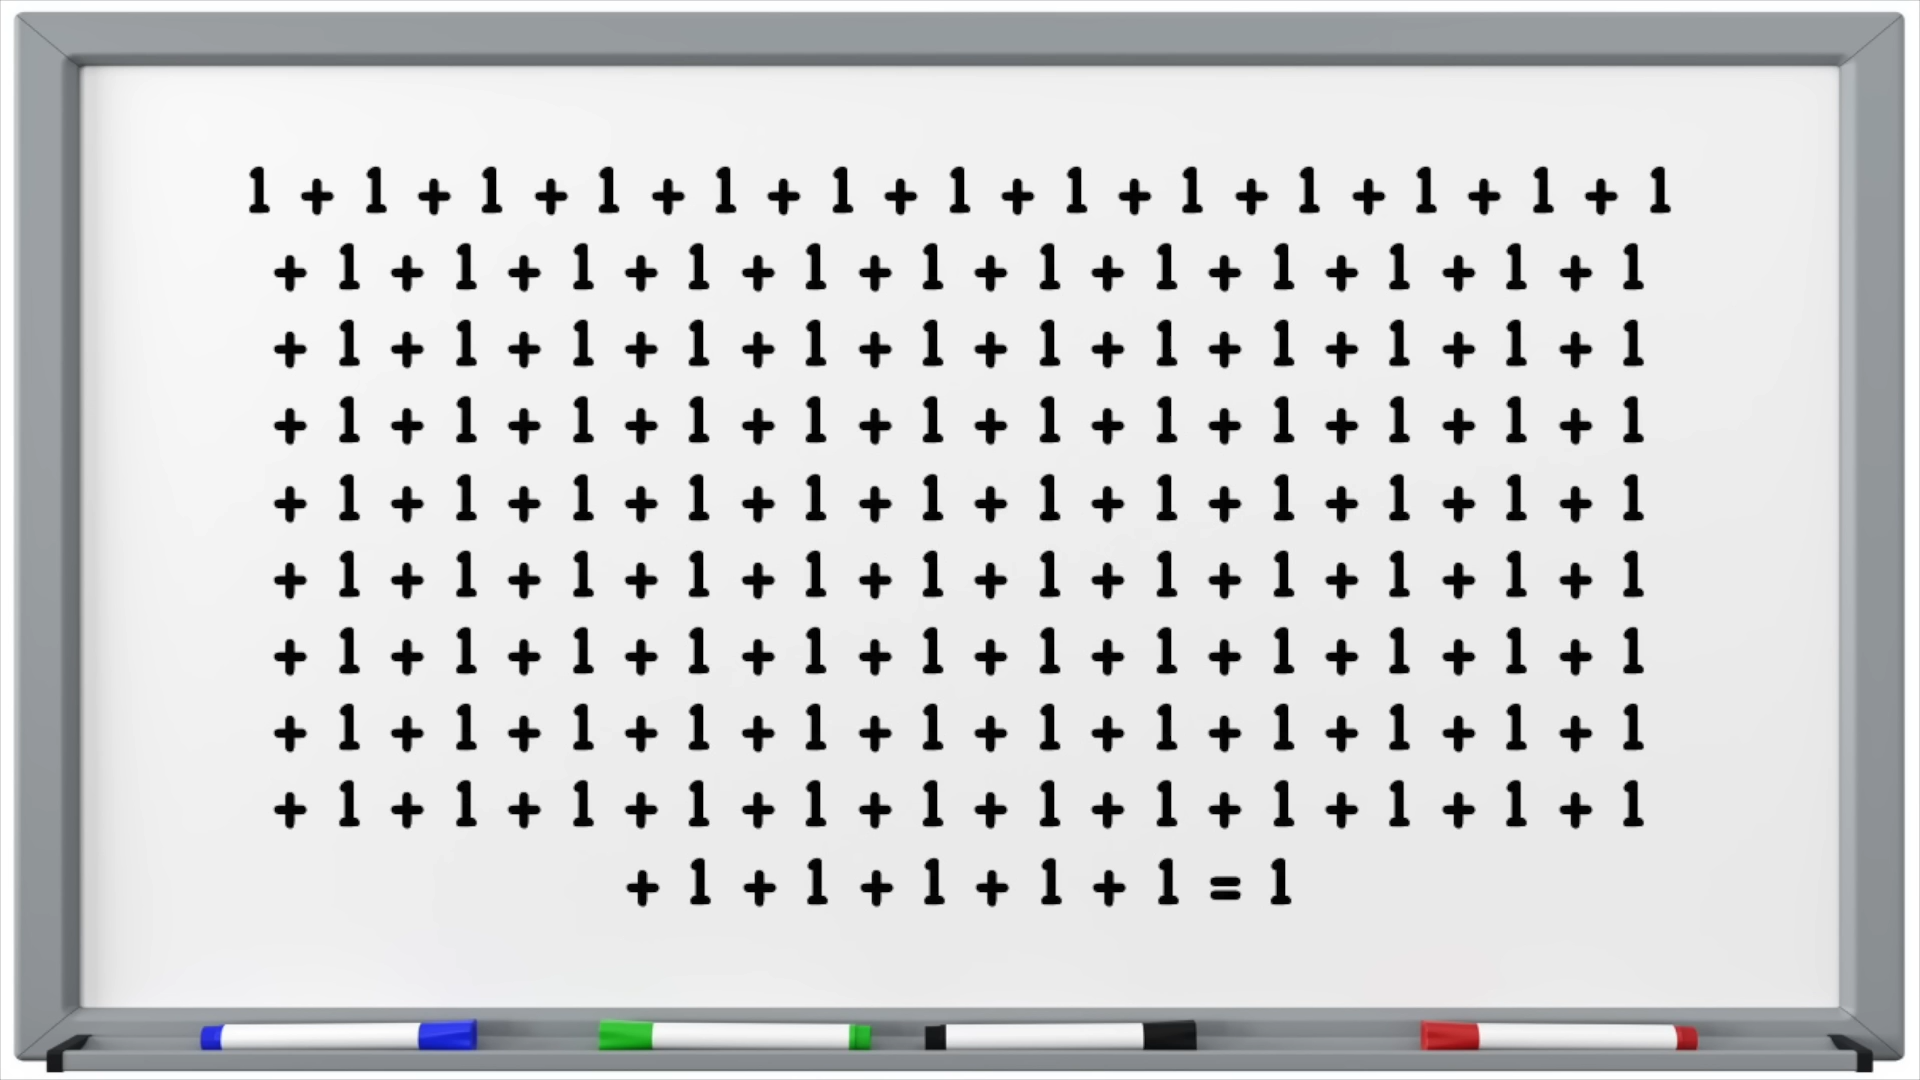 1 + 1 + 1 + 1 + 1 + 1 + 1 + 1 + 1 + 1 + 1 + 1 + 1
+ 1 + 1 + 1 + 1 + 1 + 1 + 1 + 1 + 1 + 1 + 1 + 1
+ 1 + 1 + 1 + 1 + 1 + 1 + 1 + 1 + 1 + 1 + 1 + 1
+ 1 + 1 + 1 + 1 + 1 + 1 + 1 + 1 + 1 + 1 + 1 + 1
+ 1 + 1 + 1 + 1 + 1 + 1 + 1 + 1 + 1 + 1 + 1 + 1
+ 1 + 1 + 1 + 1 + 1 + 1 + 1 + 1 + 1 + 1 + 1 + 1
+ 1 + 1 + 1 + 1 + 1 + 1 + 1 + 1 + 1 + 1 + 1 + 1
+ 1 + 1 + 1 + 1 + 1 + 1 + 1 + 1 + 1 + 1 + 1 + 1
+ 1 + 1 + 1 + 1 + 1 + 1 + 1 + 1 + 1 + 1 + 1 + 1
+ 1 + 1 + 1 + 1 + 1 = 1